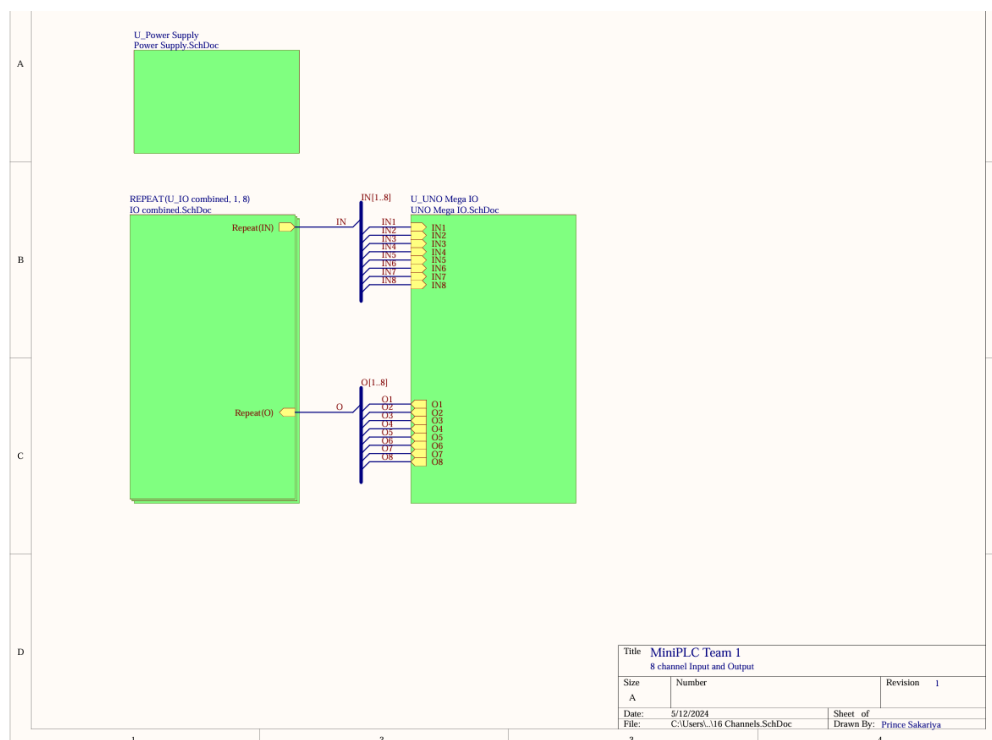 U_Power Supply
Power Supply.SchDoc
A
REPEAT(U_IO combined, 1, 8)
IO combined.SchDoc
IN[1..8]
U_UNO Mega IO
UNO Mega IO.SchDoc
Repeat(IN)
IN
IN1
IN2
IN3
IN4
IN5
IN6
IN7
IN8
IN1
IN2
IN3
IN4
IN5
IN6
IN7
IN8
B
O[1..8]
Repeat(O)
O
O1
O2
O3
O4
O5
O6
O7
O8
O1
O2
O3
O4
O5
O6
O7
O8
C
D
Title MiniPLC Team 1
8 channel Input and Output
Size Number Revision 1
A
Date: 5/12/2024 Sheet of
File: C:\Users\..\16 Channels.SchDoc Drawn By: Prince Sakariya